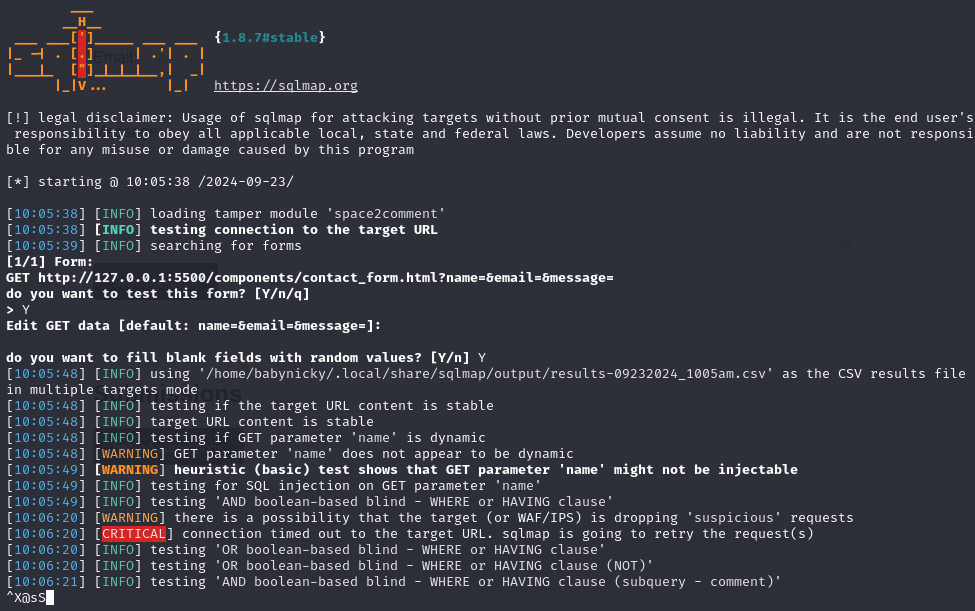 {1.8.7#stable}
https://sqlmap.org
[!] legal disclaimer: Usage of sqlmap for attacking targets without prior mutual consent is illegal. It is the end user's
responsibility to obey all applicable local, state and federal laws. Developers assume no liability and are not responsi
ble for any misuse or damage caused by this program
[*] starting @ 10:05:38 /2024-09-23/
[10:05:38] [INFO] loading tamper module 'space2comment'
[10:05:38] [INFO] testing connection to the target URL
[10:05:39] [INFO] searching for forms
[1/1] Form:
GET http://127.0.0.1:5500/components/contact_form.html?name=&email=&message=
do you want to test this form? [Y/n/q]
> Y
Edit GET data [default: name=&email=&message=]:
do you want to fill blank fields with random values? [Y/n] Y
[10:05:48] [INFO] using '/home/babynicky/.local/share/sqlmap/output/results-09232024_1005am.csv' as the CSV results file
in multiple targets mode
[10:05:48] [INFO] testing if the target URL content is stable
[10:05:48] [INFO] target URL content is stable
[10:05:48] [INFO] testing if GET parameter 'name' is dynamic
[10:05:48] [WARNING] GET parameter 'name' does not appear to be dynamic
[10:05:49] [WARNING] heuristic (basic) test shows that GET parameter 'name' might not be injectable
[10:05:49] [INFO] testing for SQL injection on GET parameter 'name'
[10:05:49] [INFO] testing 'AND boolean-based blind - WHERE or HAVING clause'
[10:06:20] [WARNING] there is a possibility that the target (or WAF/IPS) is dropping 'suspicious' requests
[10:06:20] [CRITICAL] connection timed out to the target URL. sqlmap is going to retry the request(s)
[10:06:20] [INFO] testing 'OR boolean-based blind - WHERE or HAVING clause'
[10:06:20] [INFO] testing 'OR boolean-based blind - WHERE or HAVING clause (NOT)'
[10:06:21] [INFO] testing 'AND boolean-based blind - WHERE or HAVING clause (subquery - comment)'
^X@sS